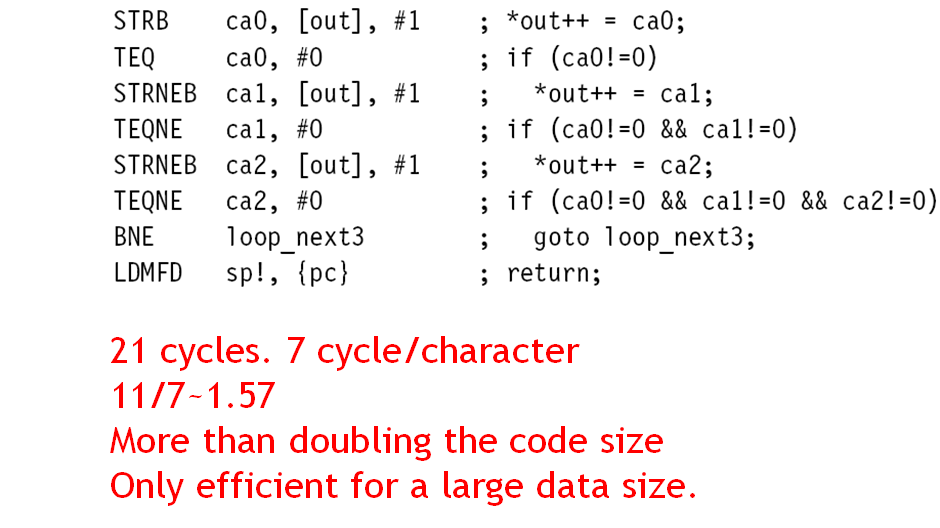 STRB ca0, [out], #1 ; *out++ = ca0;
TEQ ca0, #0 ; if (ca0!=0)
STRNEB ca1, [out], #1 ; *out++ = ca1;
TEQNE ca1, #0 ; if (ca0!=0 && ca1!=0)
STRNEB ca2, [out], #1 ; *out++ = ca2;
TEQNE ca2, #0 ; if (ca0!=0 && ca1!=0 && ca2!=0)
BNE loop_next3 ; goto loop_next3;
LDMFD sp!, {pc} ; return;
21 cycles. 7 cycle/character
11/7~1.57
More than doubling the code size
Only efficient for a large data size.